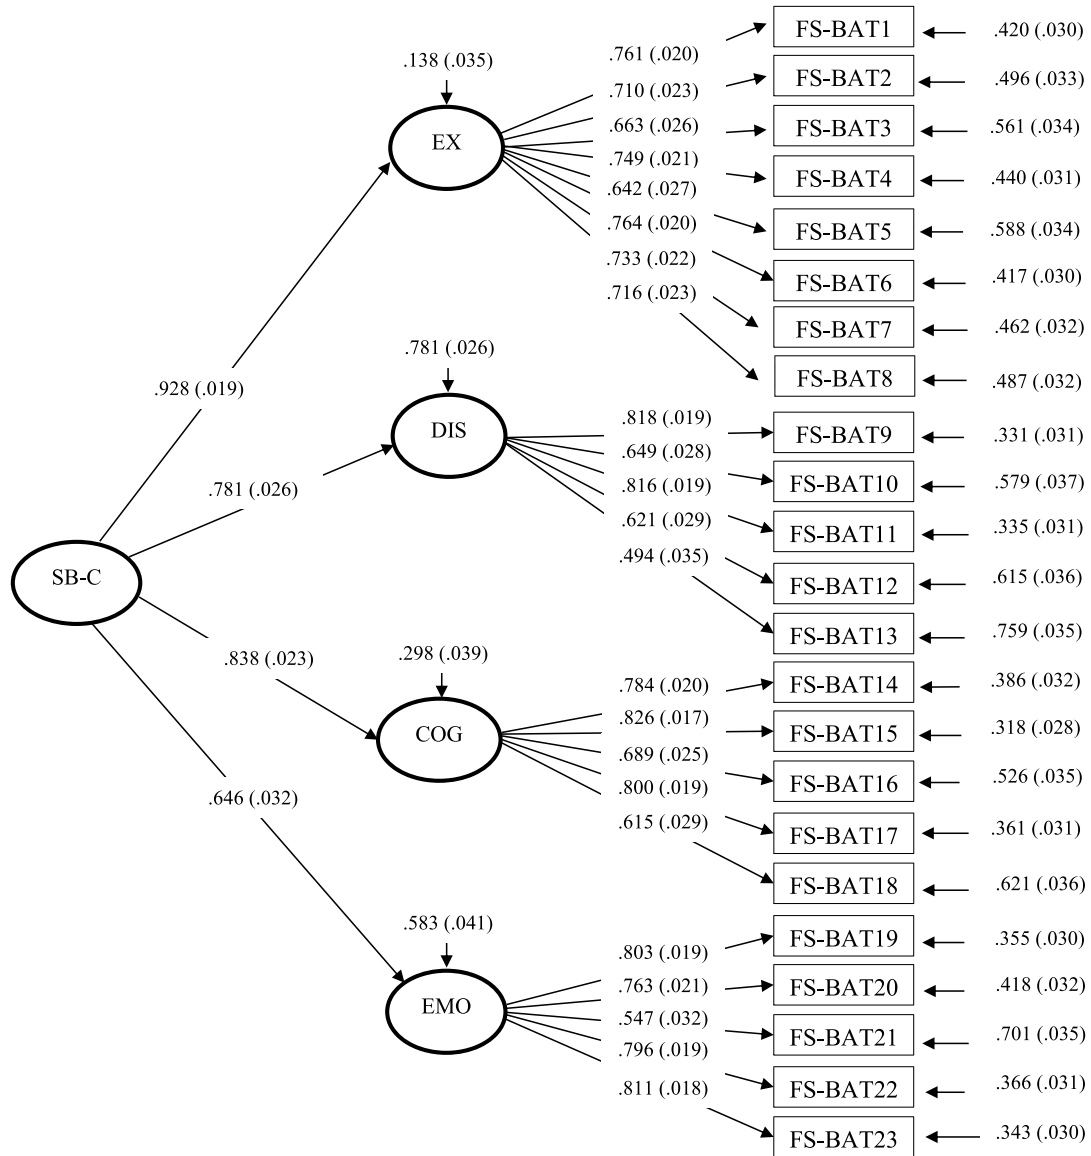 .761 (.020) FS-BAT1 .420 (.030)
.138 (.035)
.710 (.023) FS-BAT2 .496 (.033)
EX
.663 (.026) FS-BAT3 .561 (.034)
.749 (.021) FS-BAT4 .440 (.031)
.642 (.027) FS-BAT5 .588 (.034)
.764 (.020) FS-BAT6 .417 (.030)
.733 (.022) FS-BAT7 .462 (.032)
.716 (.023) FS-BAT8 .487 (.032)
.928 (.019)
.781 (.026)
DIS
.818 (.019) FS-BAT9 .331 (.031)
.649 (.028) FS-BAT10 .579 (.037)
.816 (.019) FS-BAT11 .335 (.031)
.621 (.029) FS-BAT12 .615 (.036)
.494 (.035) FS-BAT13 .759 (.035)
.781 (.026)
SB-C
.838 (.023)
.298 (.039)
COG
.784 (.020) FS-BAT14 .386 (.032)
.826 (.017) FS-BAT15 .318 (.028)
.689 (.025) FS-BAT16 .526 (.035)
.800 (.019) FS-BAT17 .361 (.031)
.615 (.029) FS-BAT18 .621 (.036)
.646 (.032)
.583 (.041)
EMO
.803 (.019) FS-BAT19 .355 (.030)
.763 (.021) FS-BAT20 .418 (.032)
.547 (.032) FS-BAT21 .701 (.035)
.796 (.019) FS-BAT22 .366 (.031)
.811 (.018) FS-BAT23 .343 (.030)